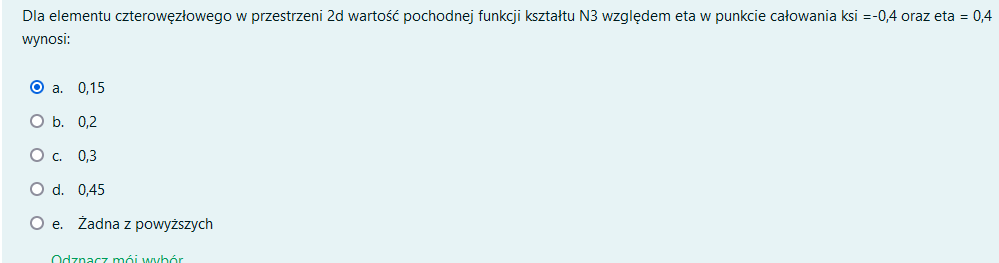 Dla elementu czterowęzłowego w przestrzeni 2d wartość pochodnej funkcji kształtu N3 względem eta w punkcie całowania ksi =-0,4 oraz eta = 0,4
wynosi:
a. 0,15
b. 0,2
c. 0,3
d. 0,45
e. Żadna z powyższych
Odznacz mój wybór